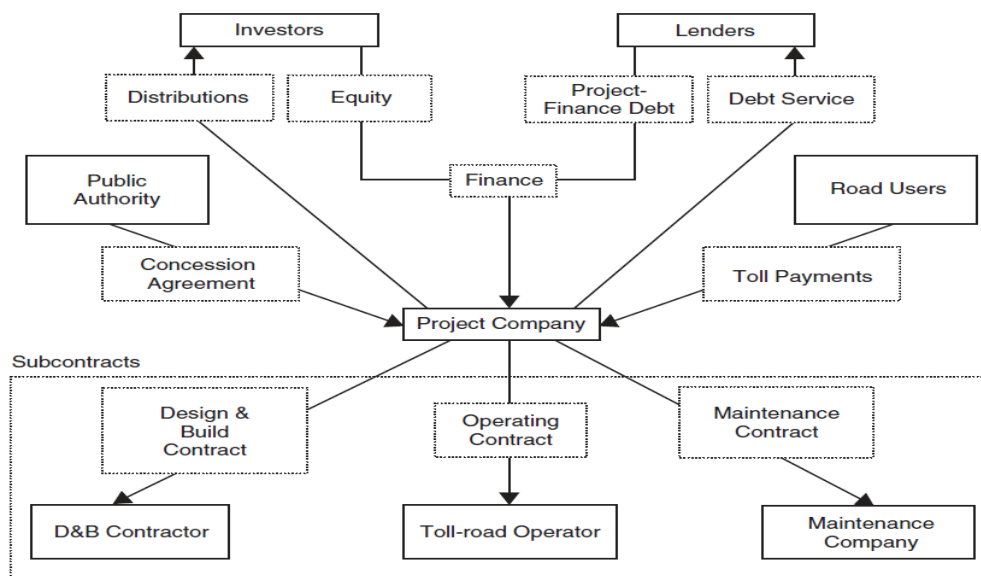 Investors
Lenders
Distributions
Equity
Project-
Finance Debt
Debt Service
Public
Authority
Finance
Road Users
Concession
Agreement
Toll Payments
Project Company
Subcontracts
Design &
Build
Contract
Operating
Contract
Maintenance
Contract
D&B Contractor
Toll-road Operator
Maintenance
Company